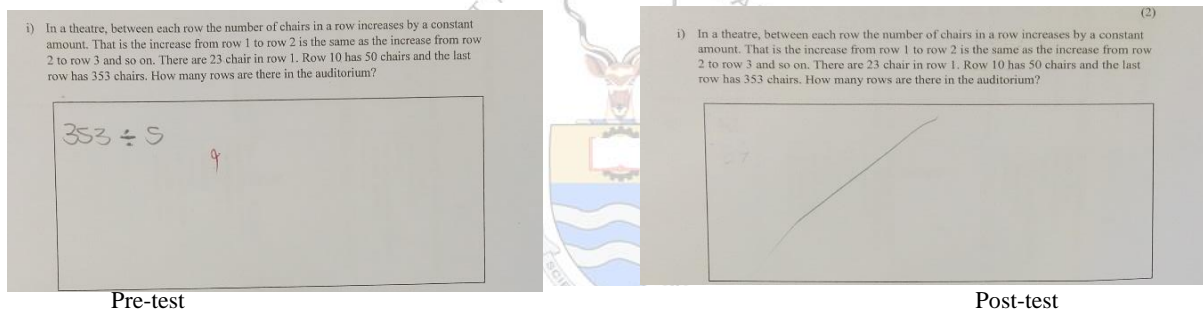 i) In a theatre, between each row the number of chairs in a row increases by a constant
amount. That is the increase from row 1 to row 2 is the same as the increase from row
2 to row 3 and so on. There are 23 chair in row 1. Row 10 has 50 chairs and the last
row has 353 chairs. How many rows are there in the auditorium?
353 ÷ 5
Pre-test
(2)
i) In a theatre, between each row the number of chairs in a row increases by a constant
amount. That is the increase from row 1 to row 2 is the same as the increase from row
2 to row 3 and so on. There are 23 chair in row 1. Row 10 has 50 chairs and the last
row has 353 chairs. How many rows are there in the auditorium?
Post-test